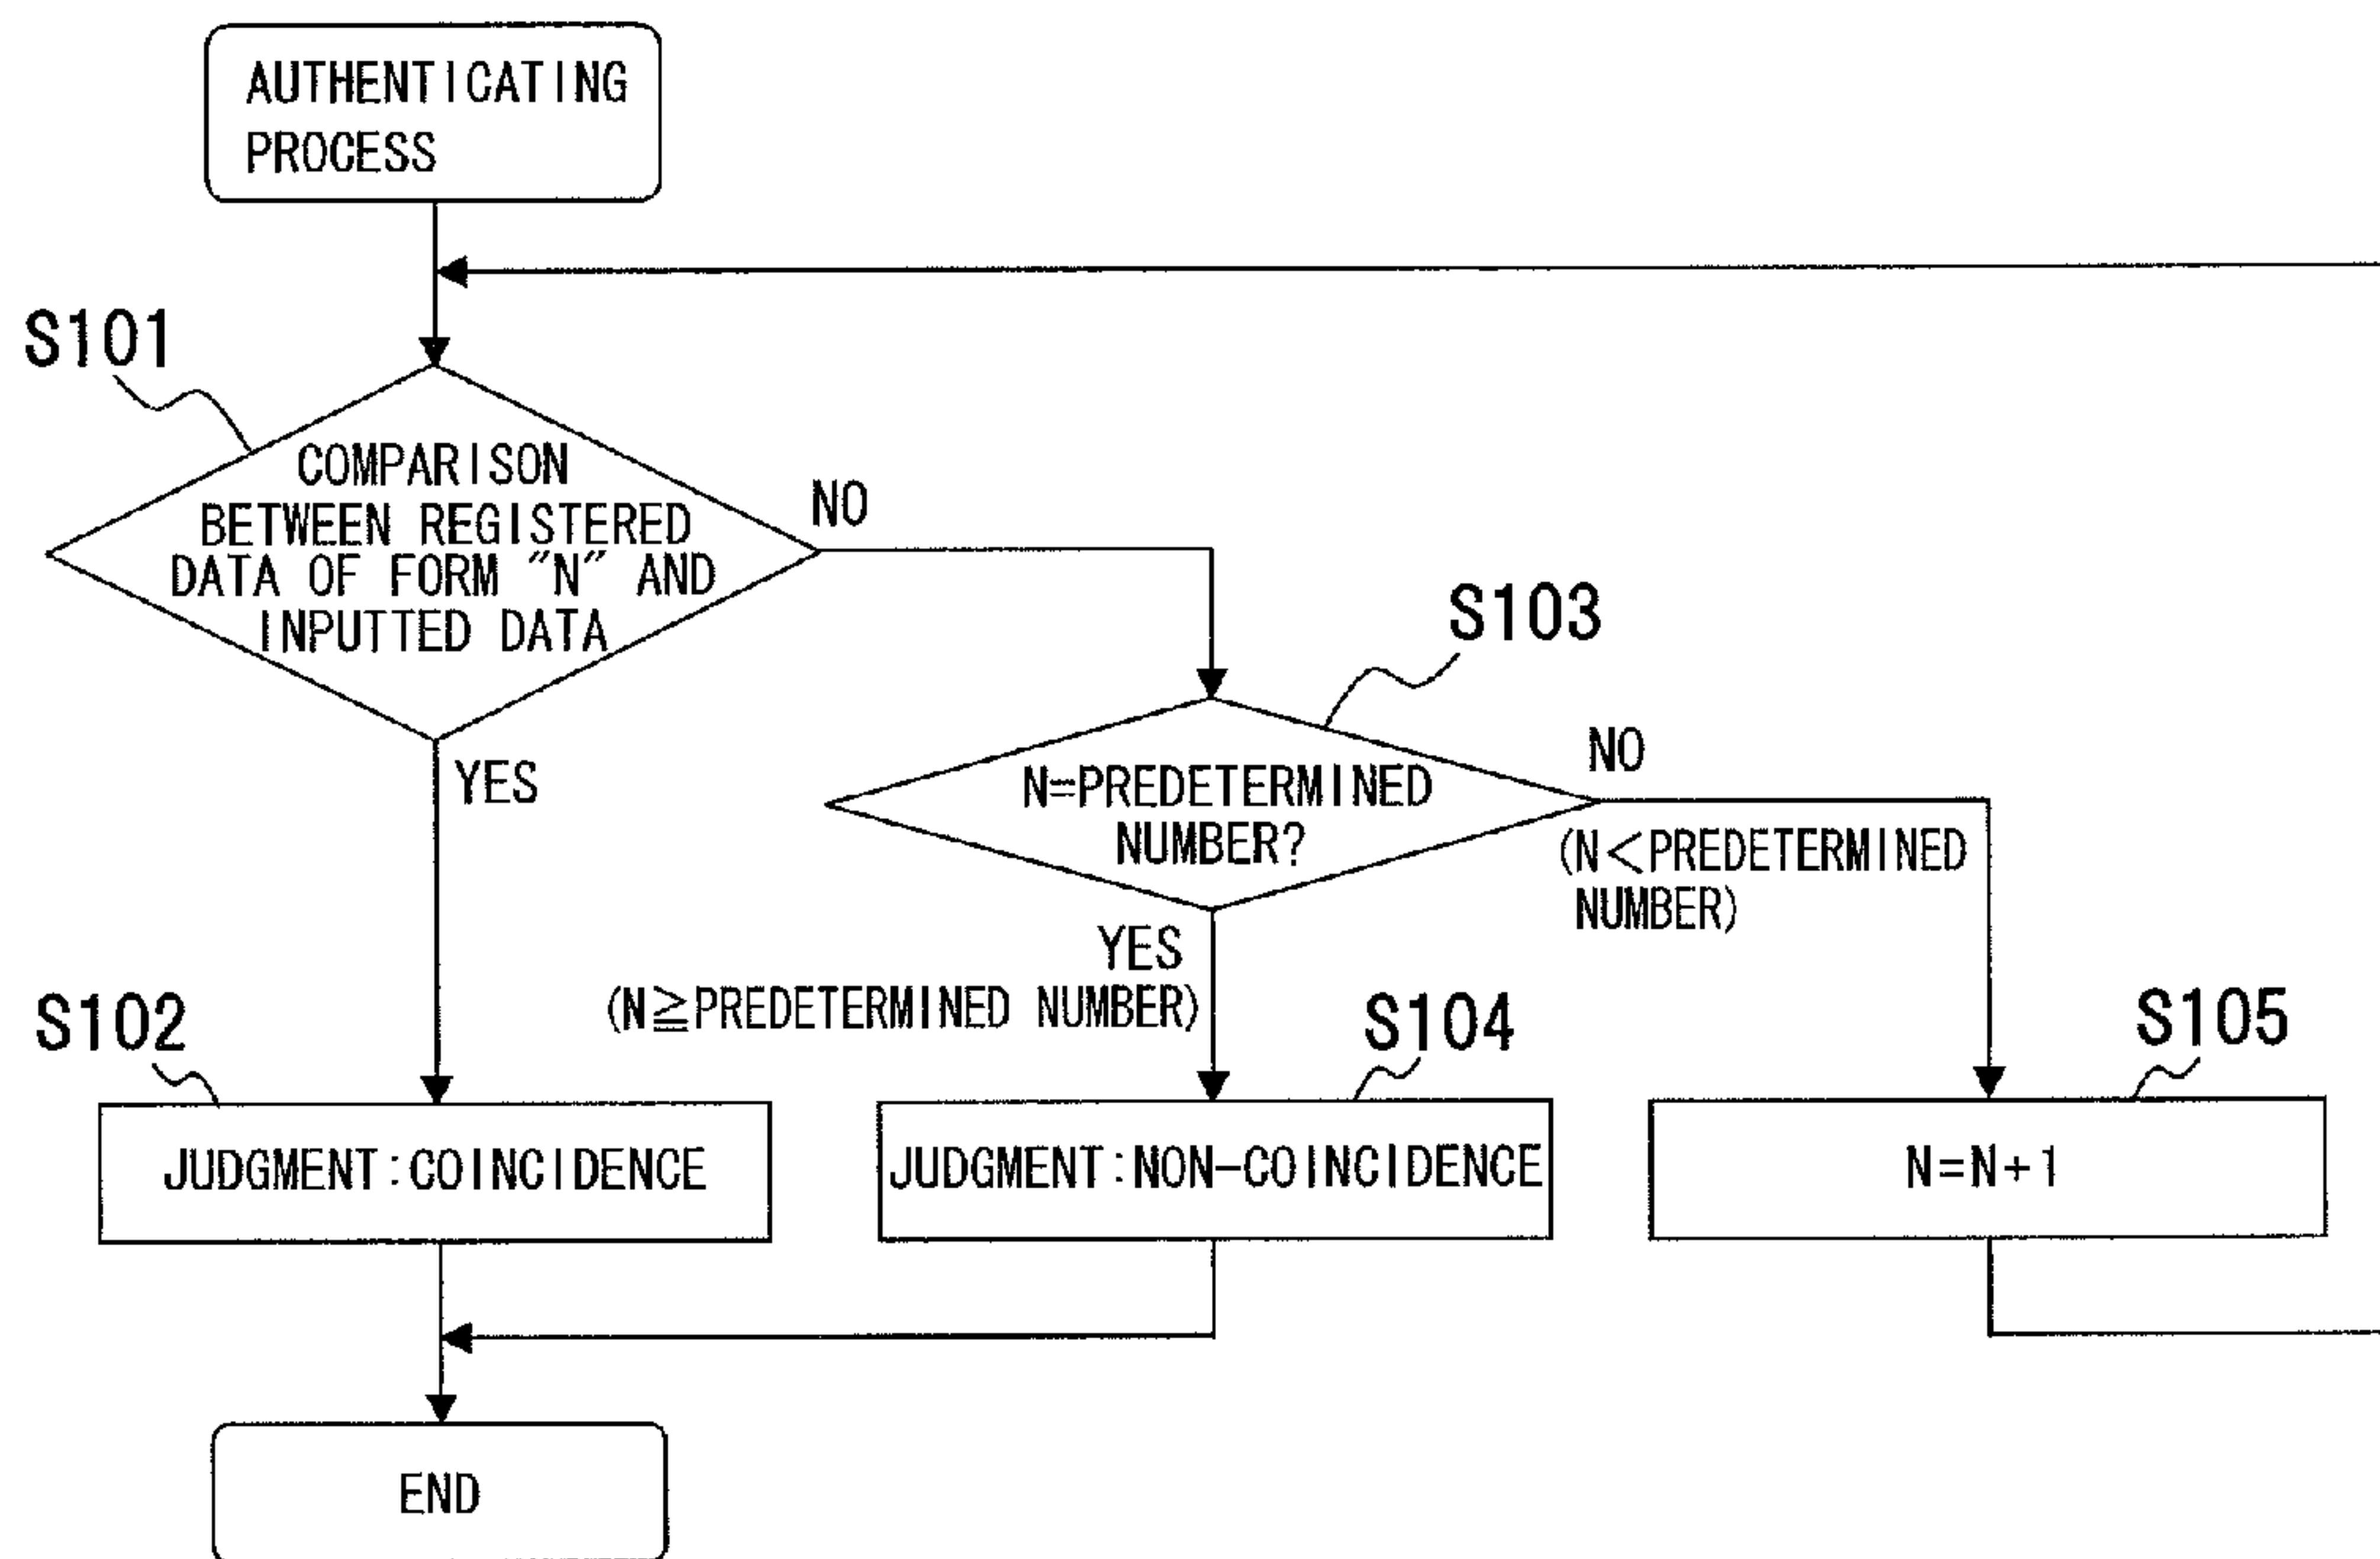 AUTHENTICATING
PROCESS
S101
COMPARISON
BETWEEN REGISTERED
DATA OF FORM "N" AND
INPUTTED DATA
NO
YES
S103
N=PREDETERMINED
NUMBER?
NO
(N<PREDETERMINED
NUMBER)
YES
(N≧PREDETERMINED NUMBER)
S102
JUDGMENT:COINCIDENCE
S104
JUDGMENT:NON-COINCIDENCE
S105
N=N+1
END